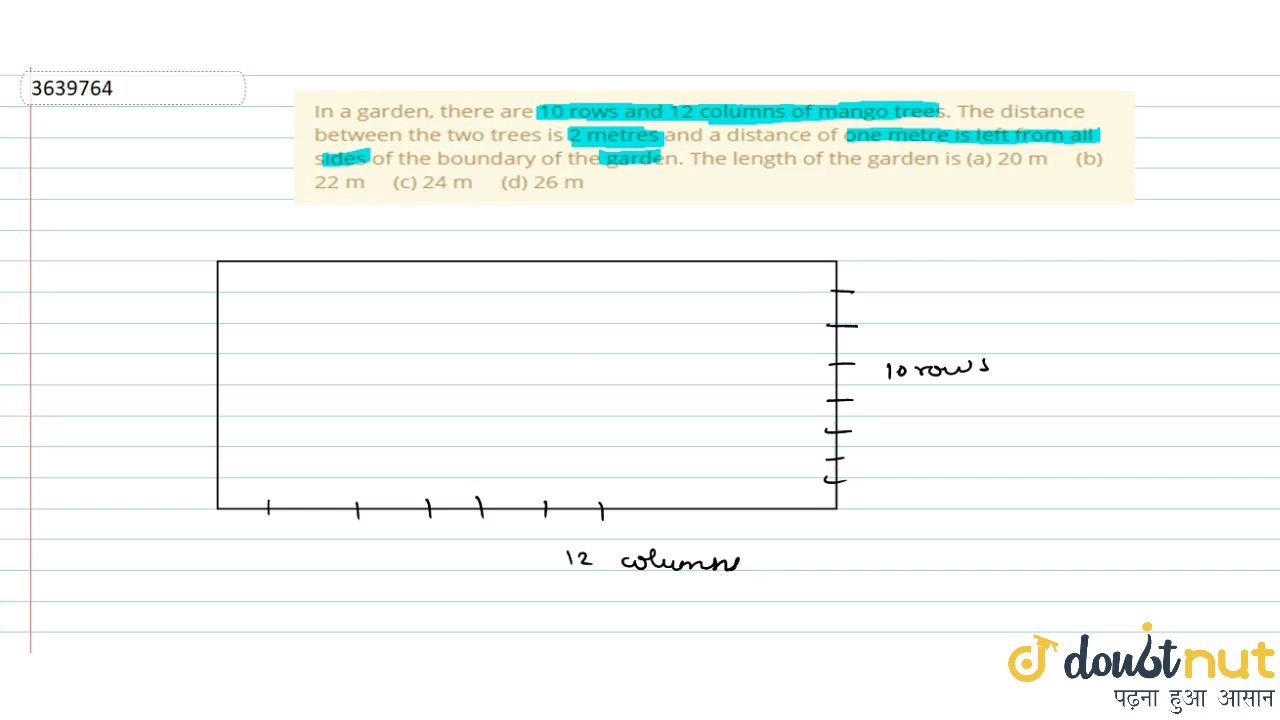 3639764
In a garden, there are 10 rows and 12 columns of mango trees. The distance
between the two trees is 2 metres and a distance of one metre is left from all
sides of the boundary of the garden. The length of the garden is (a) 20 m (b)
22 m (c) 24 m (d) 26 m
10 rows
12 columns
doubtnut
पढ़ना हुआ आसान